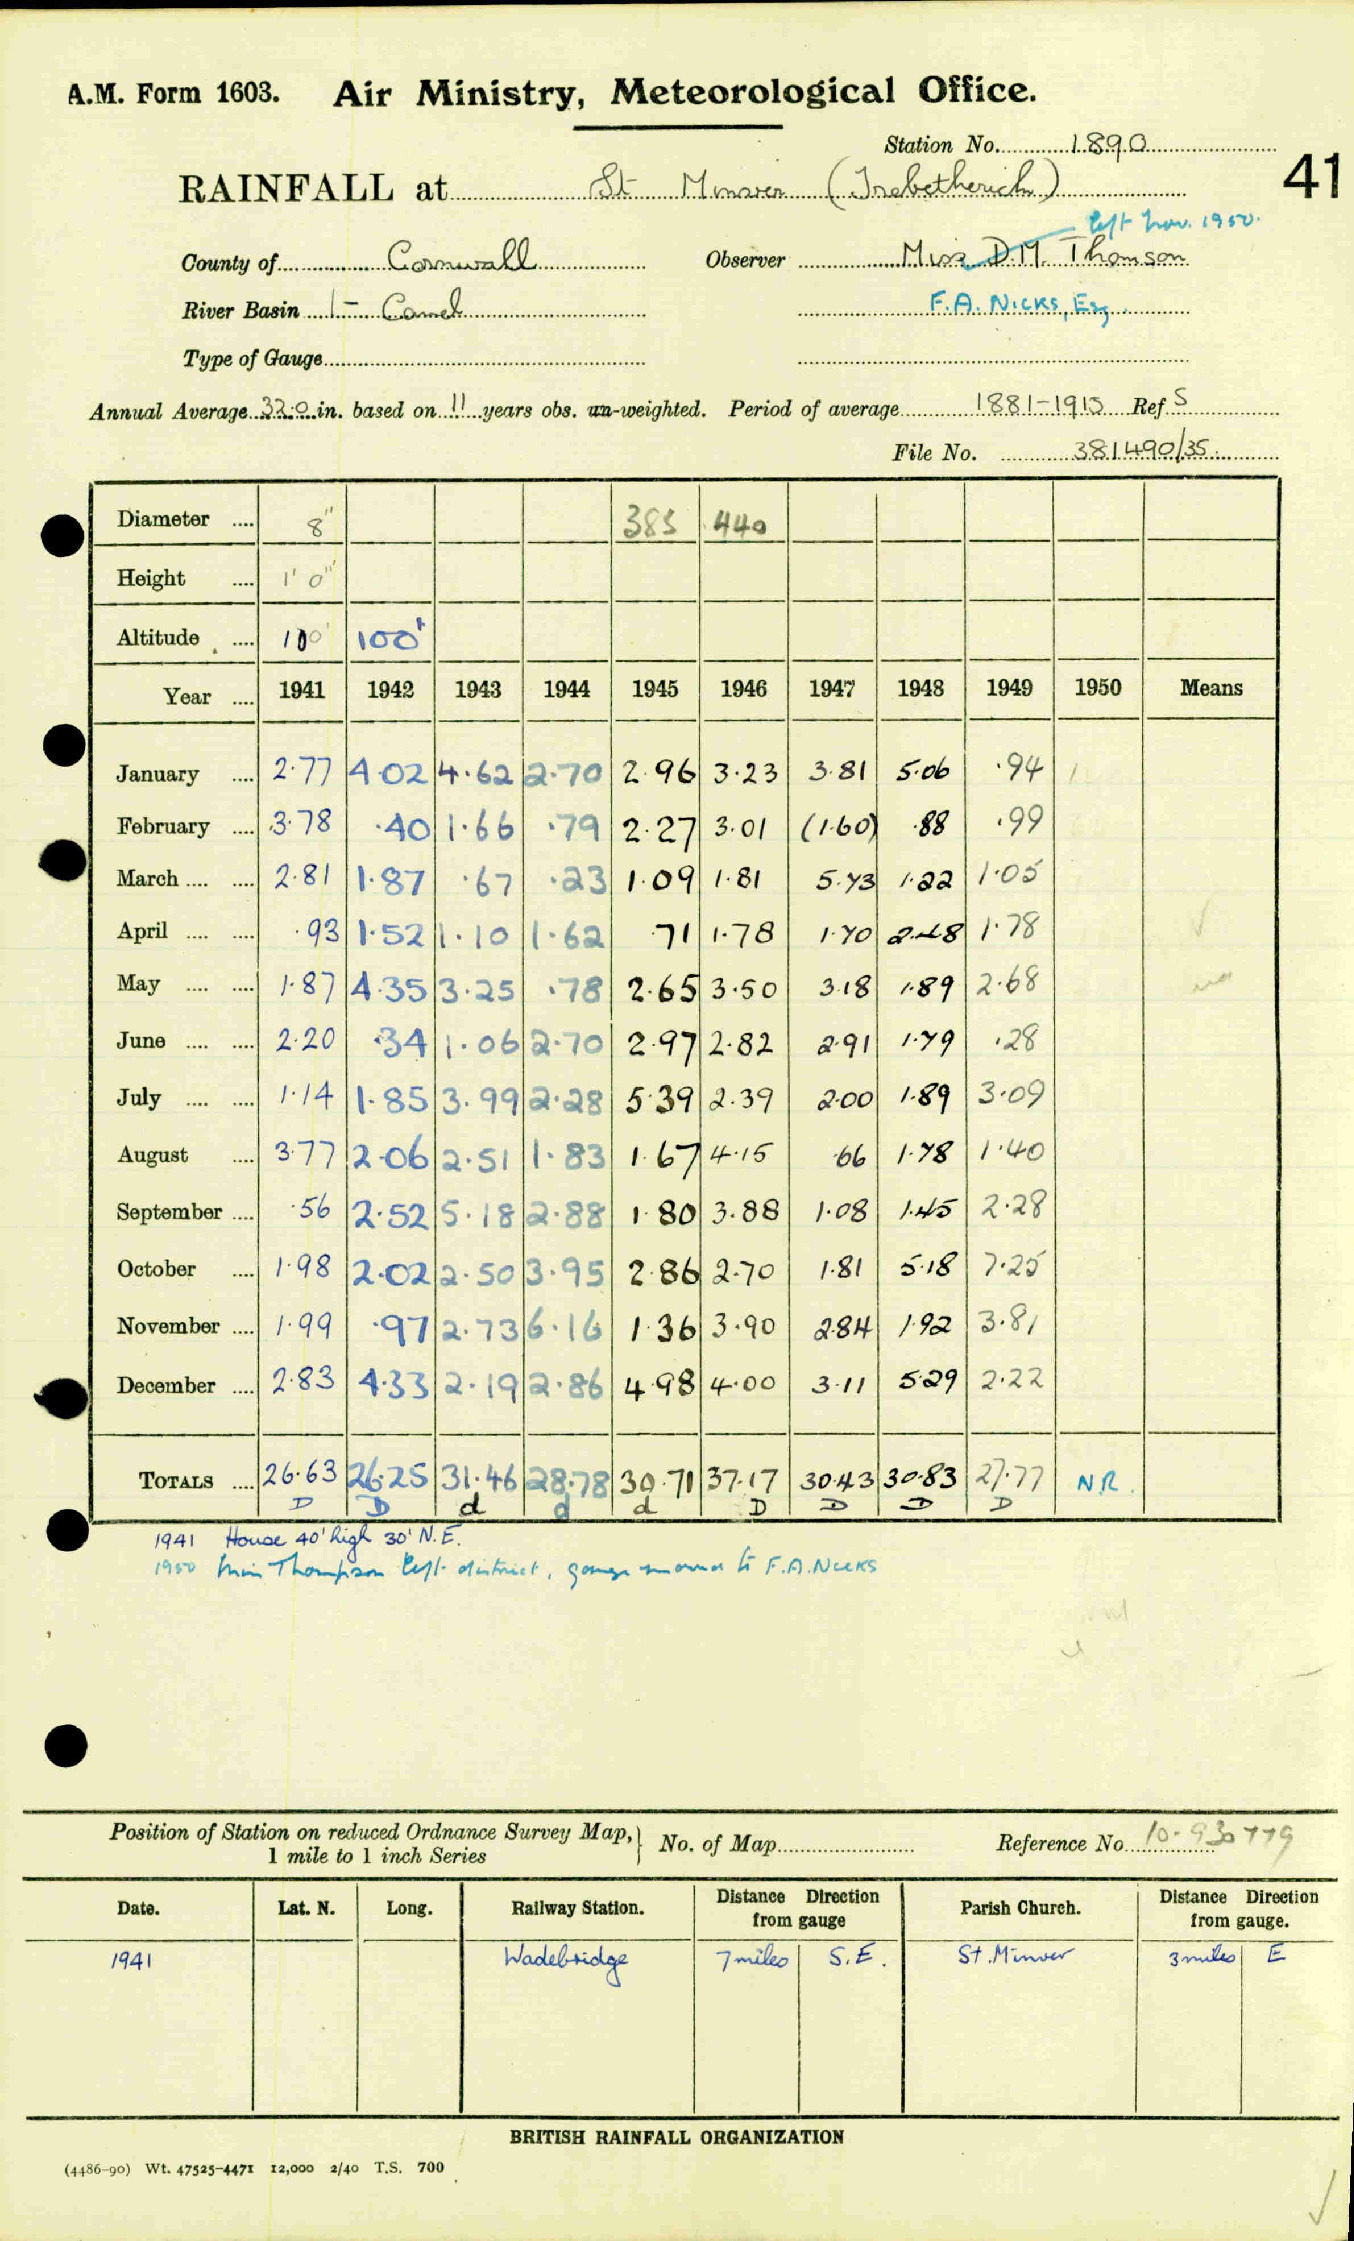 A.M. Form 1603. Air Ministry, Meteorological Office.
Station No. 1890
41
RAINFALL at St Minver (Trebetherick)
left Nov. 1950.
County of Cornwall Observer Miss D.M. Thomson
River Basin 1- Camel F.A. NICKS, Esq.
Type of Gauge
Annual Average 32.0 in. based on 11 years obs. un-weighted. Period of average 1881-1915 Ref S
File No. 381490/35
Diameter 8" 385 440
Height 1' 0"
Altitude 100' 100'
Year 1941 1942 1943 1944 1945 1946 1947 1948 1949 1950 Means
January 2.77 4.02 4.62 2.70 2.96 3.23 3.81 5.06 .94
February 3.78 .40 1.66 .79 2.27 3.01 (1.60) .88 .99
March 2.81 1.87 .67 .23 1.09 1.81 5.73 1.22 1.05
April .93 1.52 1.10 1.62 .71 1.78 1.70 2.48 1.78
May 1.87 4.35 3.25 .78 2.65 3.50 3.18 1.89 2.68
June 2.20 .34 1.06 2.70 2.97 2.82 2.91 1.79 .28
July 1.14 1.85 3.99 2.28 5.39 2.39 2.00 1.89 3.09
August 3.77 2.06 2.51 1.83 1.67 4.15 .66 1.78 1.40
September .56 2.52 5.18 2.88 1.80 3.88 1.08 1.45 2.28
October 1.98 2.02 2.50 3.95 2.86 2.70 1.81 5.18 7.25
November 1.99 .97 2.73 6.16 1.36 3.90 2.84 1.92 3.81
December 2.83 4.33 2.19 2.86 4.98 4.00 3.11 5.29 2.22
TOTALS 26.63 26.25 31.46 28.78 30.71 37.17 30.43 30.83 27.77 N.R.
D D d d d D D D D
1941 House 40' high 30' N.E.
1950 Miss Thompson left district, gauge moved to F.A. NICKS
Position of Station on reduced Ordnance Survey Map, 1 mile to 1 inch Series No. of Map Reference No. 10-930779
Date. Lat. N. Long. Railway Station. Distance Direction from gauge Parish Church. Distance Direction from gauge.
1941 Wadebridge 7 miles S.E. St. Minver 3 miles E
BRITISH RAINFALL ORGANIZATION
(4486-90) Wt. 47525-4471 12,000 2/40 T.S. 700